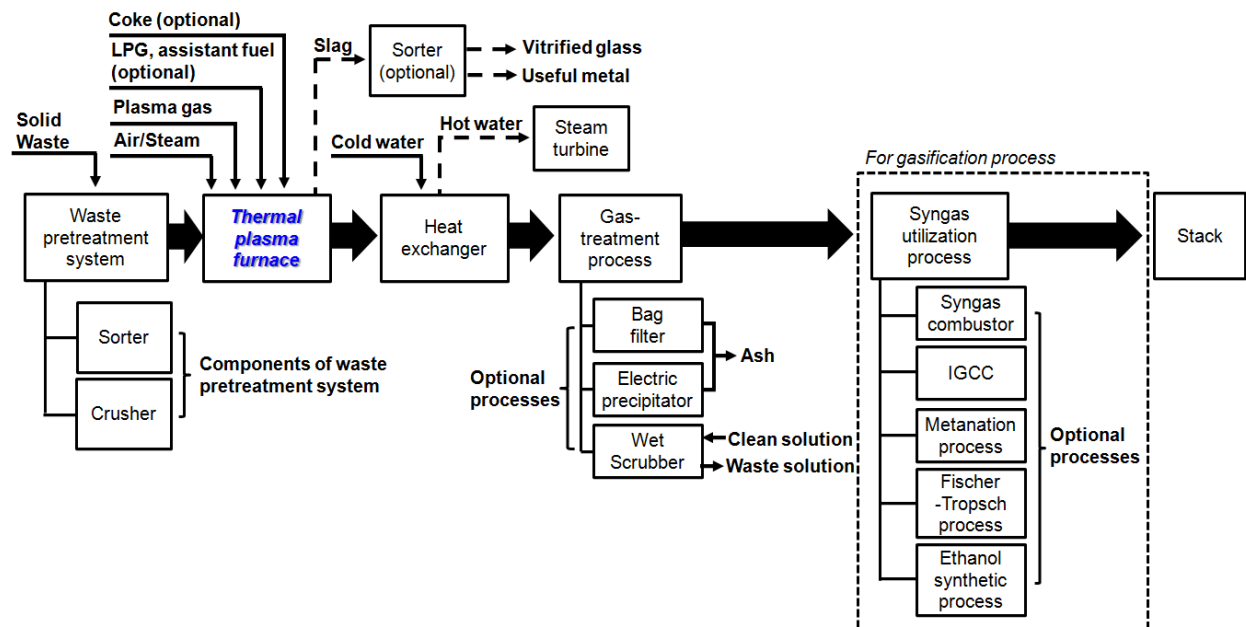 Coke (optional)
LPG, assistant fuel
(optional)
Plasma gas
Air/Steam
Solid
Waste
Slag
Sorter
(optional)
Vitrified glass
Useful metal
Cold water
Hot water
Steam
turbine
For gasification process
Waste
pretreatment
system
Thermal
plasma
furnace
Heat
exchanger
Gas-
treatment
process
Syngas
utilization
process
Stack
Sorter
Crusher
Components of waste
pretreatment system
Optional
processes
Bag
filter
Electric
precipitator
Ash
Wet
Scrubber
Clean solution
Waste solution
Syngas
combustor
IGCC
Metanation
process
Fischer
-Tropsch
process
Ethanol
synthetic
process
Optional
processes